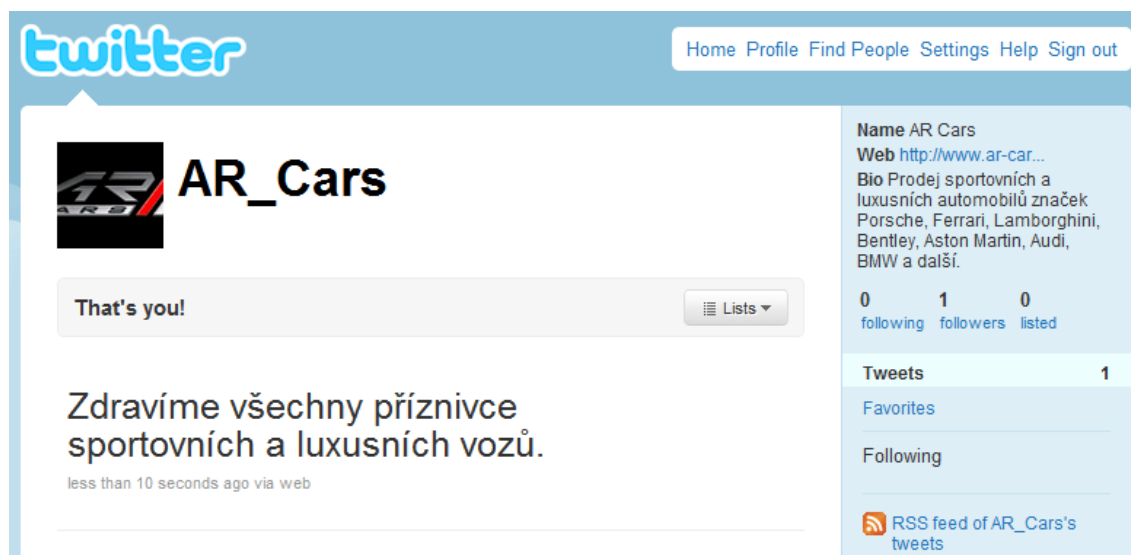 twitter
Home Profile Find People Settings Help Sign out
AR
ARS
AR_Cars
That's you!
Lists
Zdravíme všechny příznivce
sportovních a luxusních vozů.
less than 10 seconds ago via web
Name AR Cars
Web http://www.ar-car...
Bio Prodej sportovních a
luxusních automobilů značek
Porsche, Ferrari, Lamborghini,
Bentley, Aston Martin, Audi,
BMW a další.
0 1 0
following followers listed
Tweets 1
Favorites
Following
RSS feed of AR_Cars's
tweets